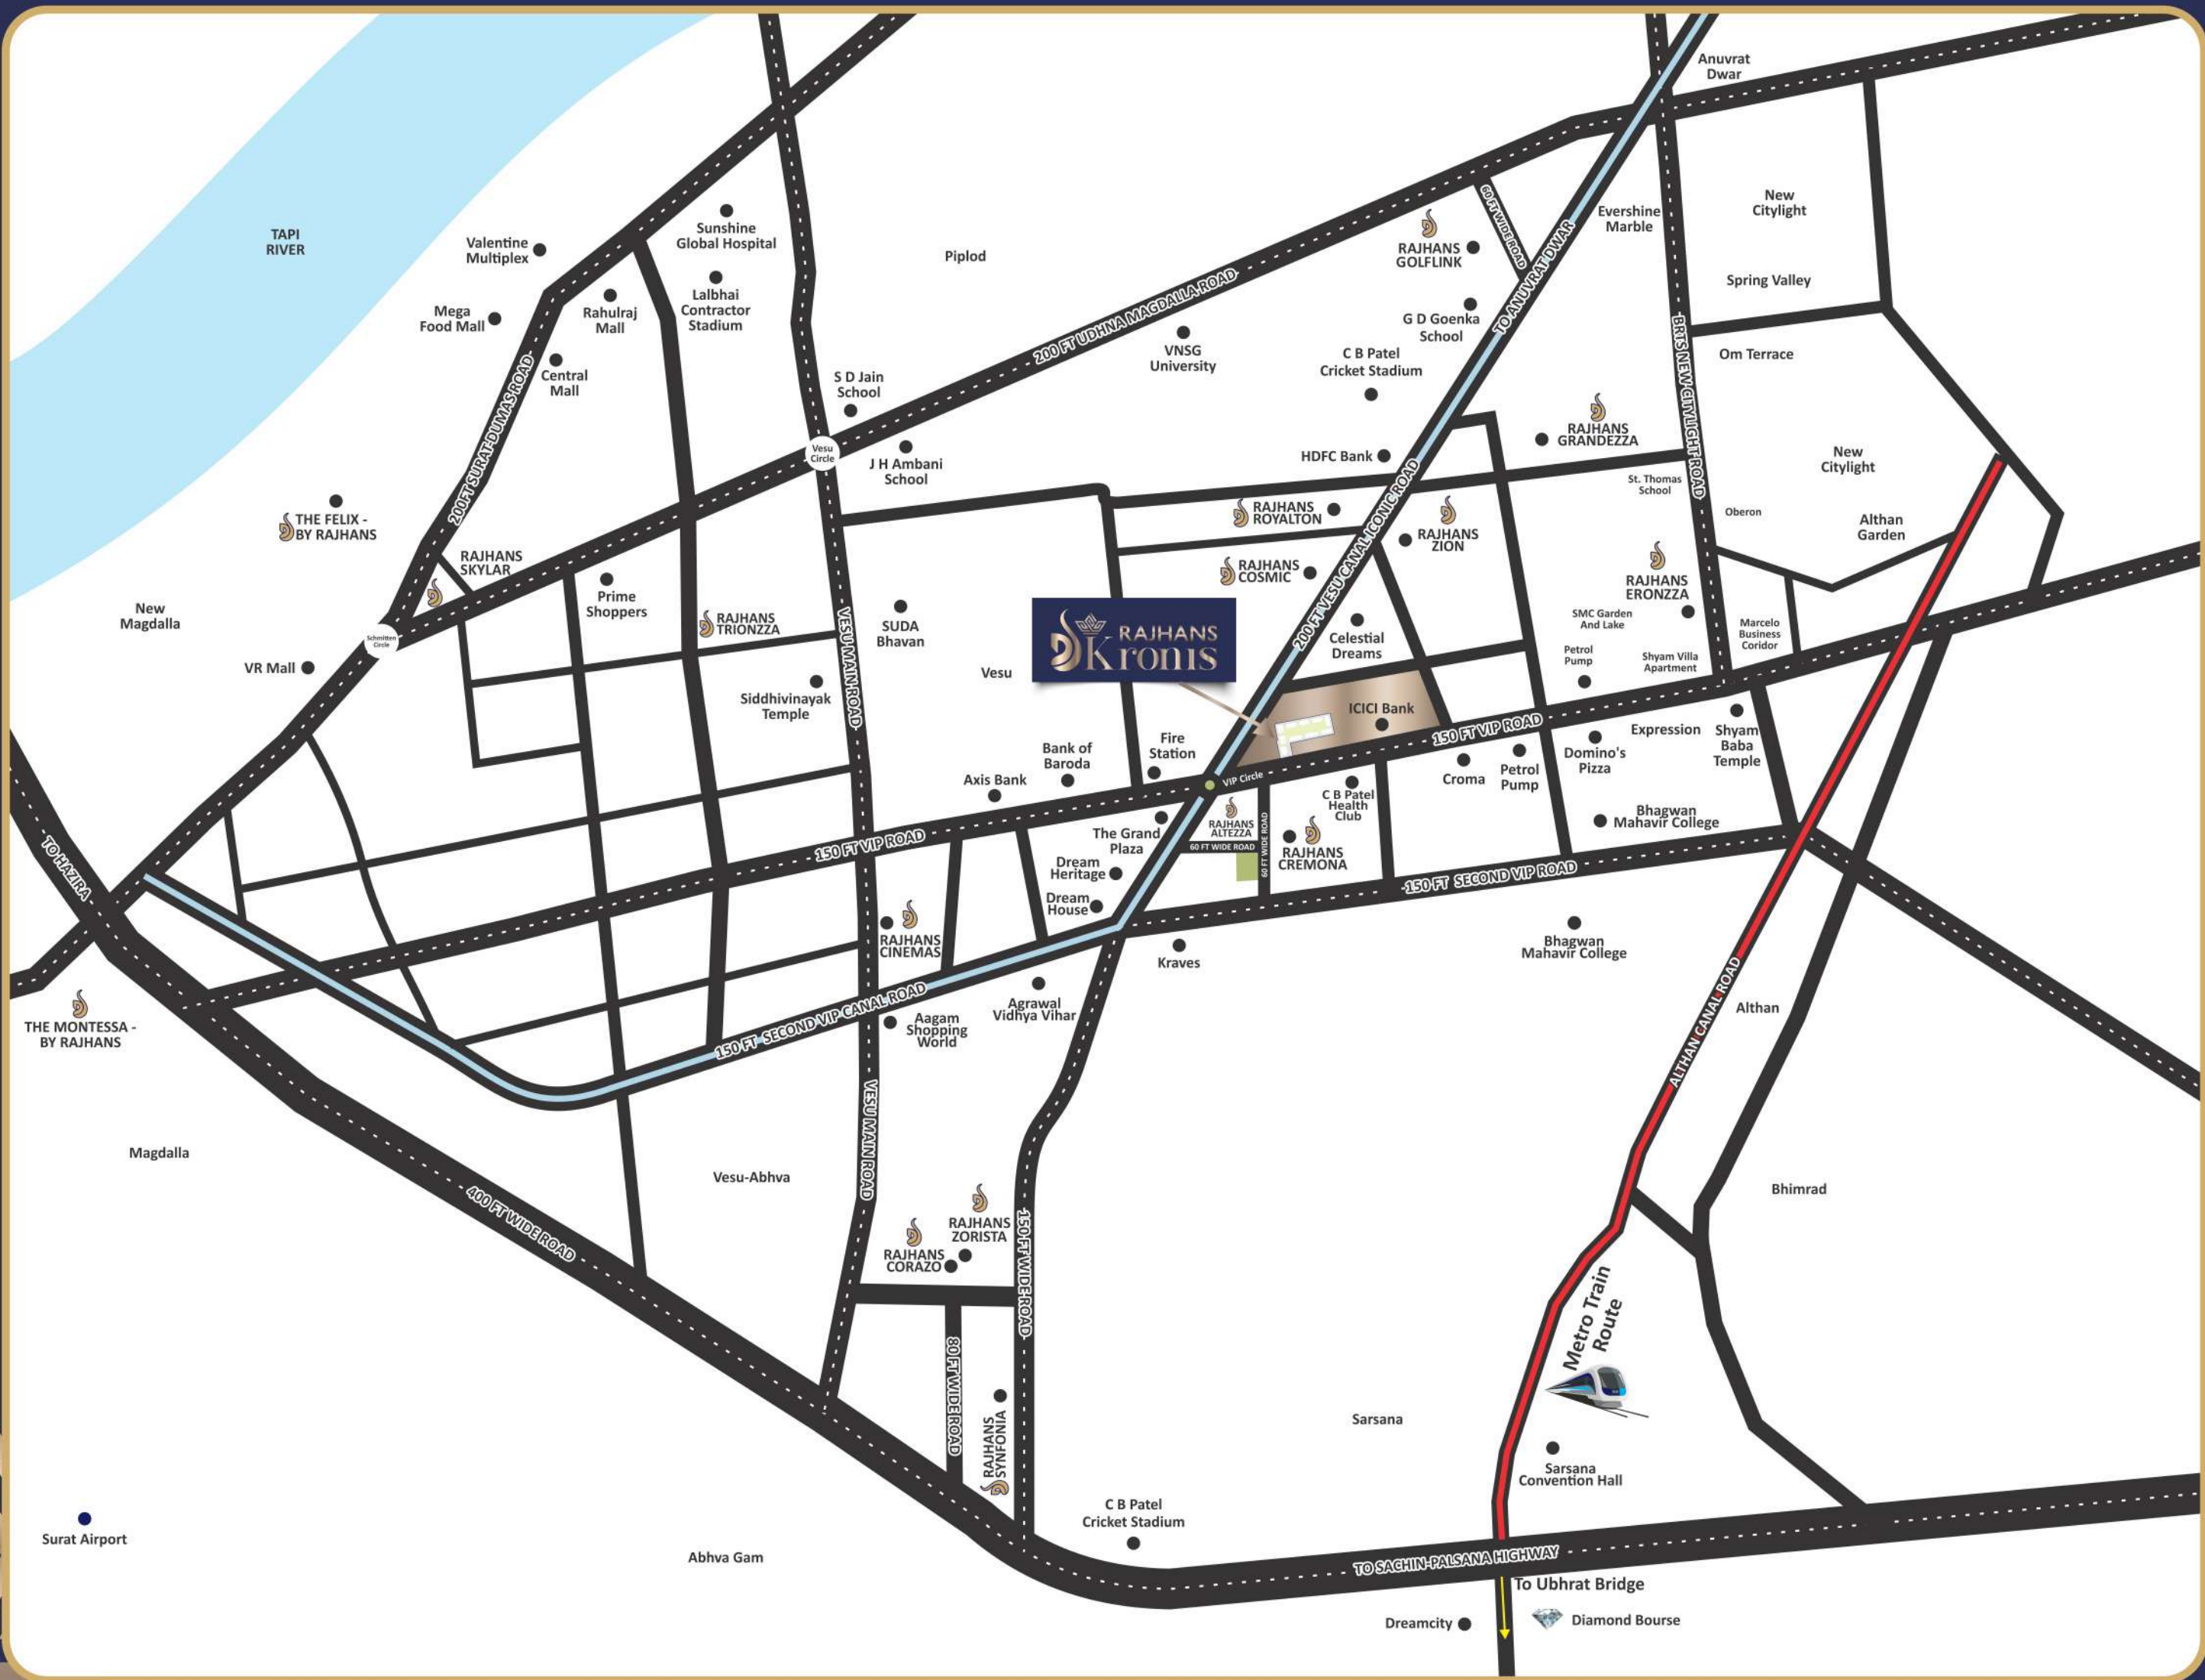 Anuvrat
Dwar
TAPI
RIVER
Valentine
Multiplex
Sunshine
Global Hospital
Piplod
RAJHANS
GOLFLINK
60 FT WIDE ROAD
Evershine
Marble
New
Citylight
Mega
Food Mall
Rahulraj
Mall
Lalbhai
Contractor
Stadium
200 FT UDHNA MAGDALLA ROAD
VNSG
University
G D Goenka
School
TO ANUVRAT DWAR
Spring Valley
Central
Mall
200 FT SURAT-DUMAS ROAD
S D Jain
School
C B Patel
Cricket Stadium
BRTS NEW CITYLIGHT ROAD
Om Terrace
Vesu
Circle
J H Ambani
School
HDFC Bank
RAJHANS
GRANDEZZA
New
Citylight
St. Thomas
School
Oberon
Althan
Garden
THE FELIX -
BY RAJHANS
RAJHANS
SKYLAR
RAJHANS
ROYALTON
RAJHANS
ZION
RAJHANS
COSMIC
200 FT VESU CANAL ICONIC ROAD
RAJHANS
ERONZZA
New
Magdalla
Prime
Shoppers
RAJHANS
TRIONZZA
SUDA
Bhavan
VESU MAIN ROAD
RAJHANS
Kronis
Celestial
Dreams
SMC Garden
And Lake
Marcelo
Business
Coridor
Schmitten
Circle
VR Mall
Vesu
Petrol
Pump
Shyam Villa
Apartment
Siddhivinayak
Temple
ICICI Bank
150 FT VIP ROAD
Expression
Shyam
Baba
Temple
Bank of
Baroda
Fire
Station
Axis Bank
VIP Circle
Croma
Petrol
Pump
Domino's
Pizza
C B Patel
Health
Club
Bhagwan
Mahavir College
150 FT VIP ROAD
The Grand
Plaza
RAJHANS
ALTEZZA
60 FT WIDE ROAD
60 FT WIDE ROAD
RAJHANS
CREMONA
TO HAZIRA
Dream
Heritage
Dream
House
150 FT SECOND VIP ROAD
RAJHANS
CINEMAS
Kraves
Bhagwan
Mahavir College
150 FT SECOND VIP CANAL ROAD
Agrawal
Vidhya Vihar
Aagam
Shopping
World
THE MONTESSA -
BY RAJHANS
ALTHAN CANAL ROAD
Althan
Magdalla
VESU MAIN ROAD
Vesu-Abhva
Bhimrad
400 FT WIDE ROAD
RAJHANS
ZORISTA
RAJHANS
CORAZO
150 FT WIDE ROAD
Metro Train
Route
80 FT WIDE ROAD
RAJHANS
SYNFONIA
Sarsana
Sarsana
Convention Hall
C B Patel
Cricket Stadium
Surat Airport
Abhva Gam
TO SACHIN-PALSANA HIGHWAY
To Ubhrat Bridge
Dreamcity
Diamond Bourse